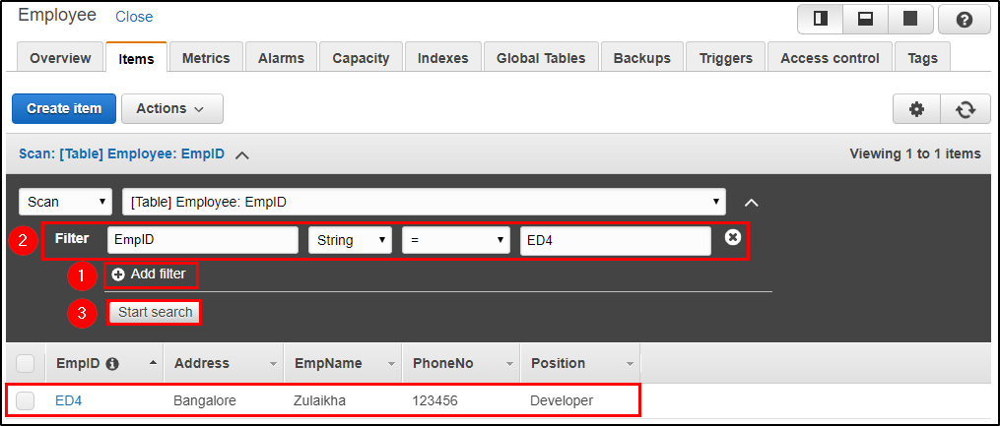 Employee Close
Overview Items Metrics Alarms Capacity Indexes Global Tables Backups Triggers Access control Tags
Create item Actions
Scan: [Table] Employee: EmpID Viewing 1 to 1 items
Scan [Table] Employee: EmpID
2 Filter EmpID String = ED4
1 Add filter
3 Start search
EmpID Address EmpName PhoneNo Position
ED4 Bangalore Zulaikha 123456 Developer